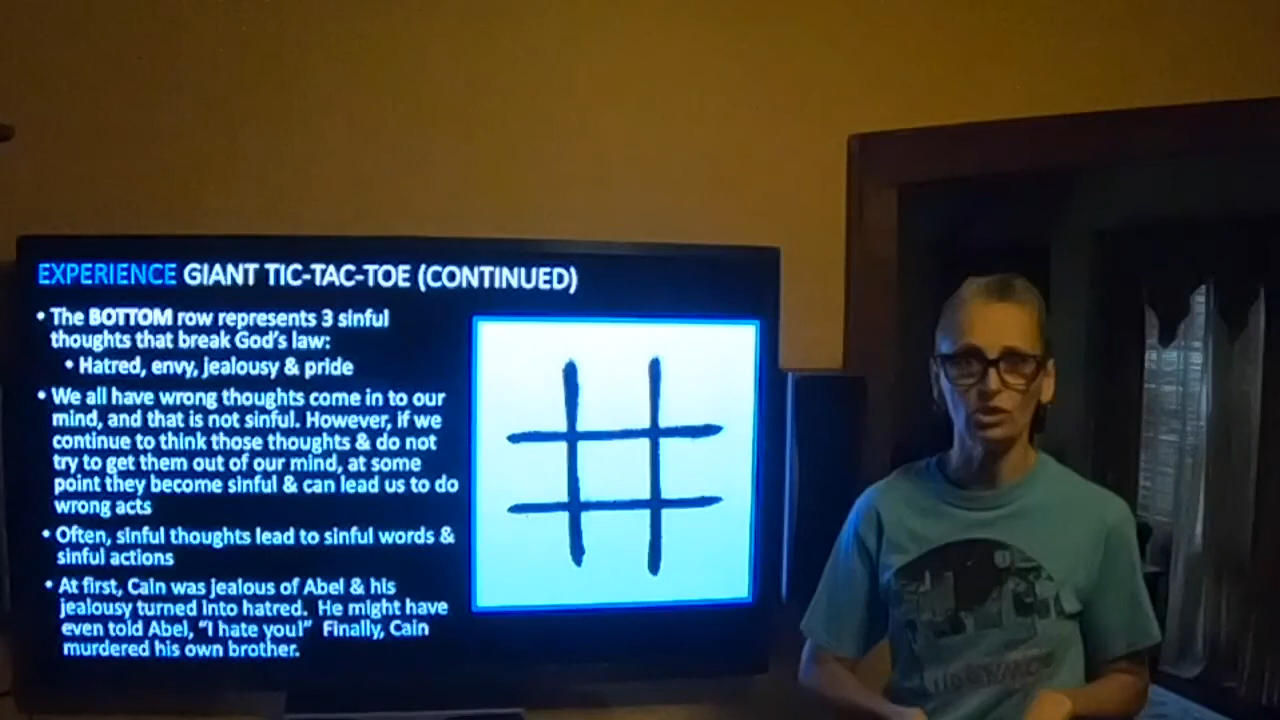 EXPERIENCE GIANT TIC-TAC-TOE (CONTINUED)
• The BOTTOM row represents 3 sinful
thoughts that break God's law:
• Hatred, envy, jealousy & pride
• We all have wrong thoughts come in to our
mind, and that is not sinful. However, if we
continue to think those thoughts & do not
try to get them out of our mind, at some
point they become sinful & can lead us to do
wrong acts
• Often, sinful thoughts lead to sinful words &
sinful actions
• At first, Cain was jealous of Abel & his
jealousy turned into hatred. He might have
even told Abel, "I hate you!" Finally, Cain
murdered his own brother.